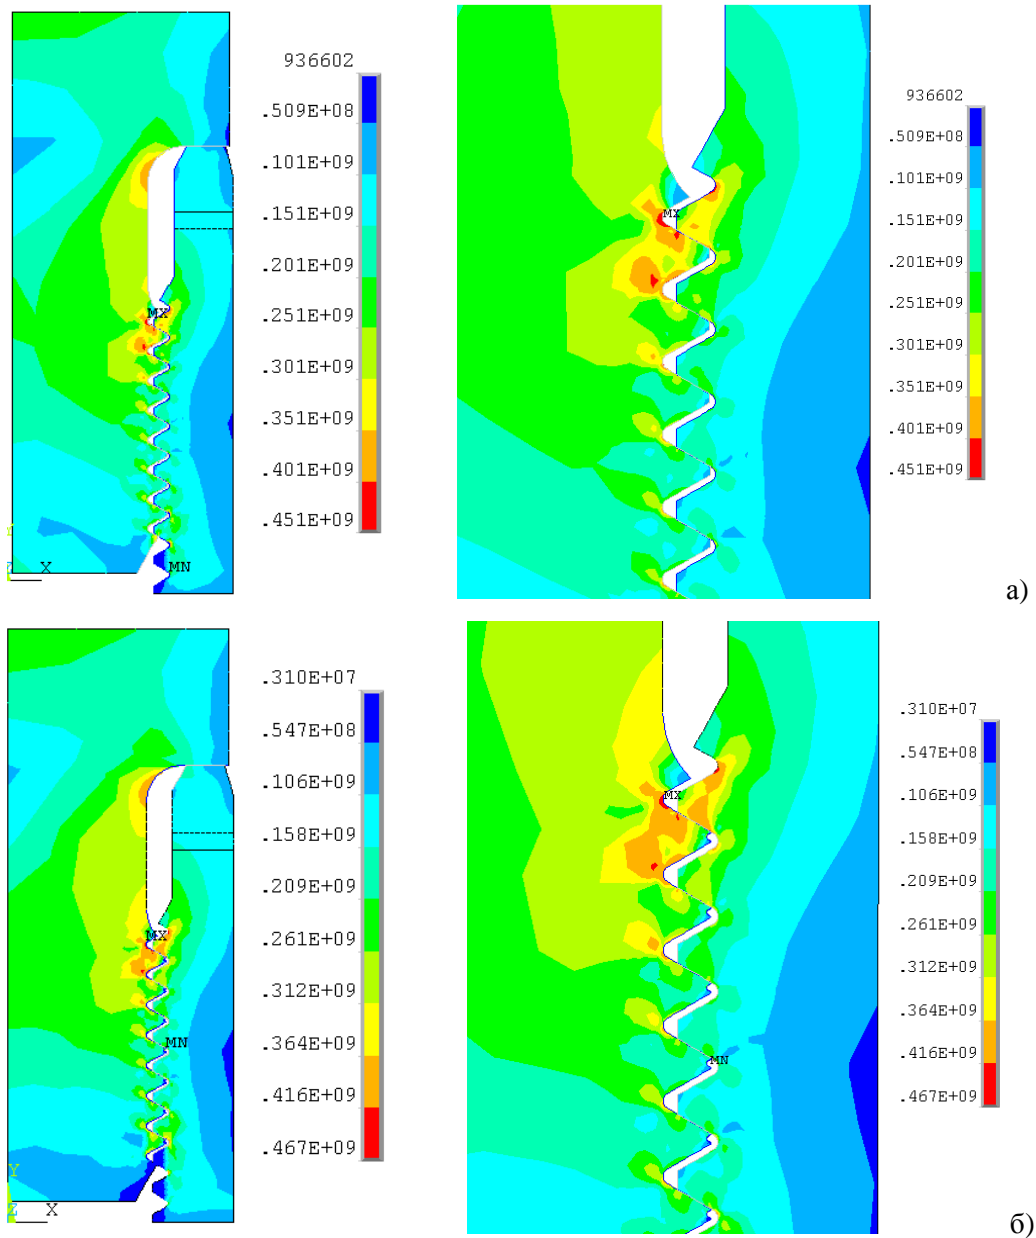 936602
.509E+08
.101E+09
.151E+09
.201E+09
.251E+09
.301E+09
.351E+09
.401E+09
.451E+09
MX
MN
Y
Z
X
936602
.509E+08
.101E+09
.151E+09
.201E+09
.251E+09
.301E+09
.351E+09
.401E+09
.451E+09
MX
а)
.310E+07
.547E+08
.106E+09
.158E+09
.209E+09
.261E+09
.312E+09
.364E+09
.416E+09
.467E+09
MX
MN
Y
Z
X
.310E+07
.547E+08
.106E+09
.158E+09
.209E+09
.261E+09
.312E+09
.364E+09
.416E+09
.467E+09
MX
MN
б)